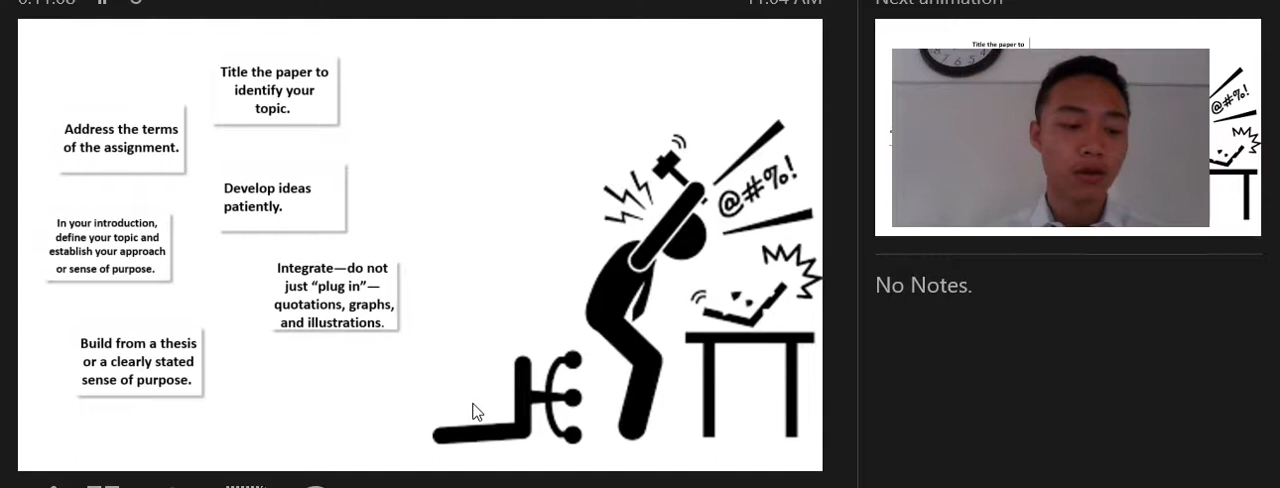 11:04 AM
Next animation
Title the paper to
identify your
topic.
Address the terms
of the assignment.
Develop ideas
patiently.
In your introduction,
define your topic and
establish your approach
or sense of purpose.
Integrate—do not
just “plug in”—
quotations, graphs,
and illustrations.
Build from a thesis
or a clearly stated
sense of purpose.
@#%!
Title the paper to
@#%!
No Notes.